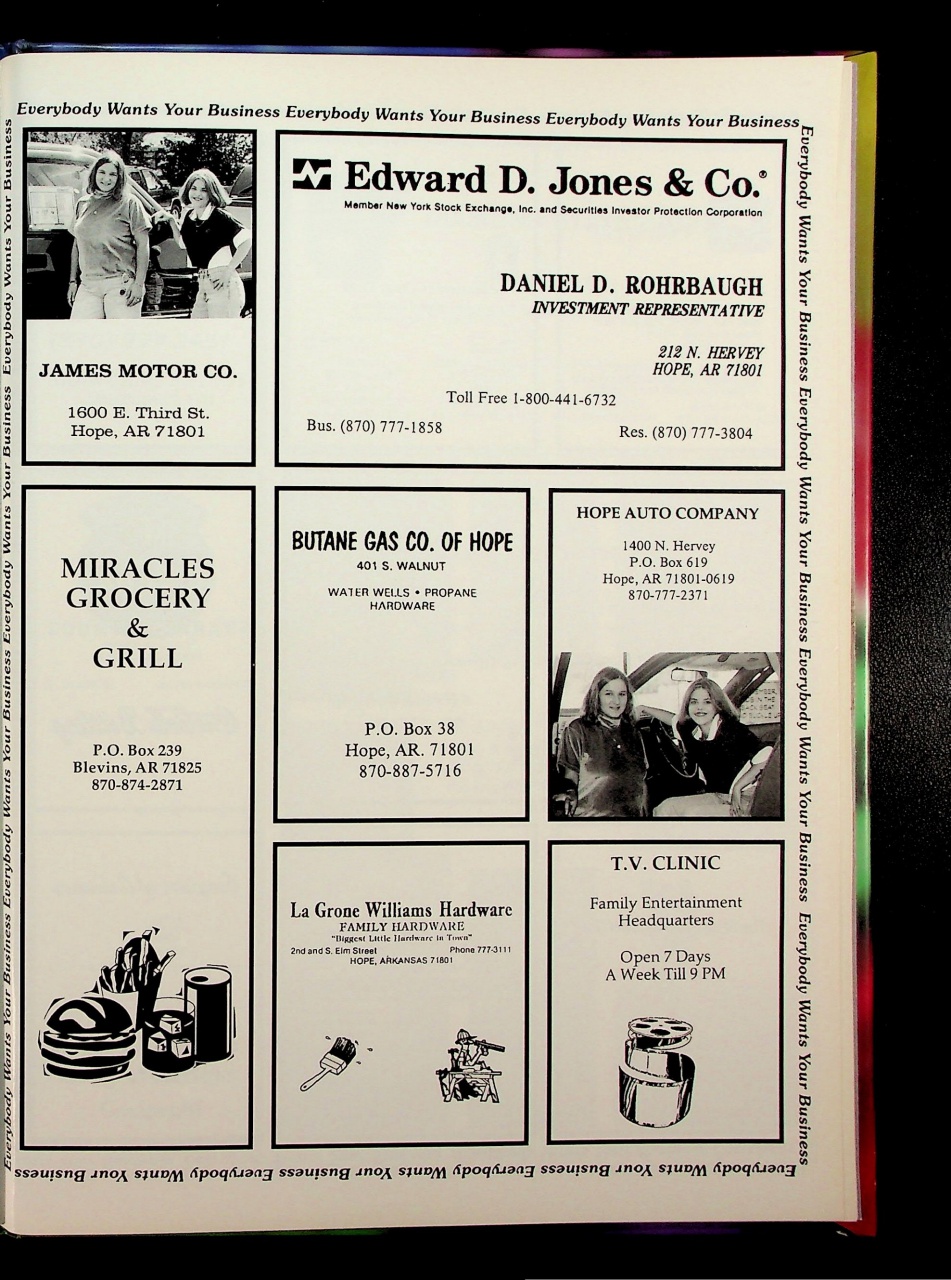 Everybody Wants Your Business Everybody Wants Your Business Everybody Wants Your Business
Everybody Wants Your Business Everybody Wants Your Business Everybody Wants Your Business Everybody Wants Your Business
JAMES MOTOR CO.
1600 E. Third St.
Hope, AR 71801
Edward D. Jones & Co.®
Member New York Stock Exchange, Inc. and Securities Investor Protection Corporation
DANIEL D. ROHRBAUGH
INVESTMENT REPRESENTATIVE
212 N. HERVEY
HOPE, AR 71801
Toll Free 1-800-441-6732
Bus. (870) 777-1858
Res. (870) 777-3804
MIRACLES
GROCERY
&
GRILL
P.O. Box 239
Blevins, AR 71825
870-874-2871
BUTANE GAS CO. OF HOPE
401 S. WALNUT
WATER WELLS • PROPANE
HARDWARE
P.O. Box 38
Hope, AR. 71801
870-887-5716
HOPE AUTO COMPANY
1400 N. Hervey
P.O. Box 619
Hope, AR 71801-0619
870-777-2371
La Grone Williams Hardware
FAMILY HARDWARE
"Biggest Little Hardware in Town"
2nd and S. Elm Street Phone 777-3111
HOPE, ARKANSAS 71801
T.V. CLINIC
Family Entertainment
Headquarters
Open 7 Days
A Week Till 9 PM
Everybody Wants Your Business Everybody Wants Your Business Everybody Wants Your Business Everybody Wants Your Business
Everybody Wants Your Business Everybody Wants Your Business Everybody Wants Your Business